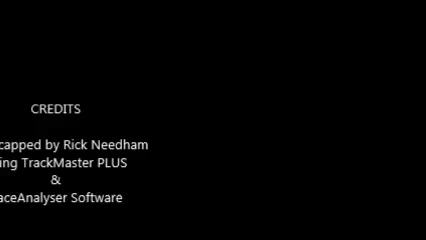 CREDITS
capped by Rick Needham
ing TrackMaster PLUS
&
aceAnalyser Software